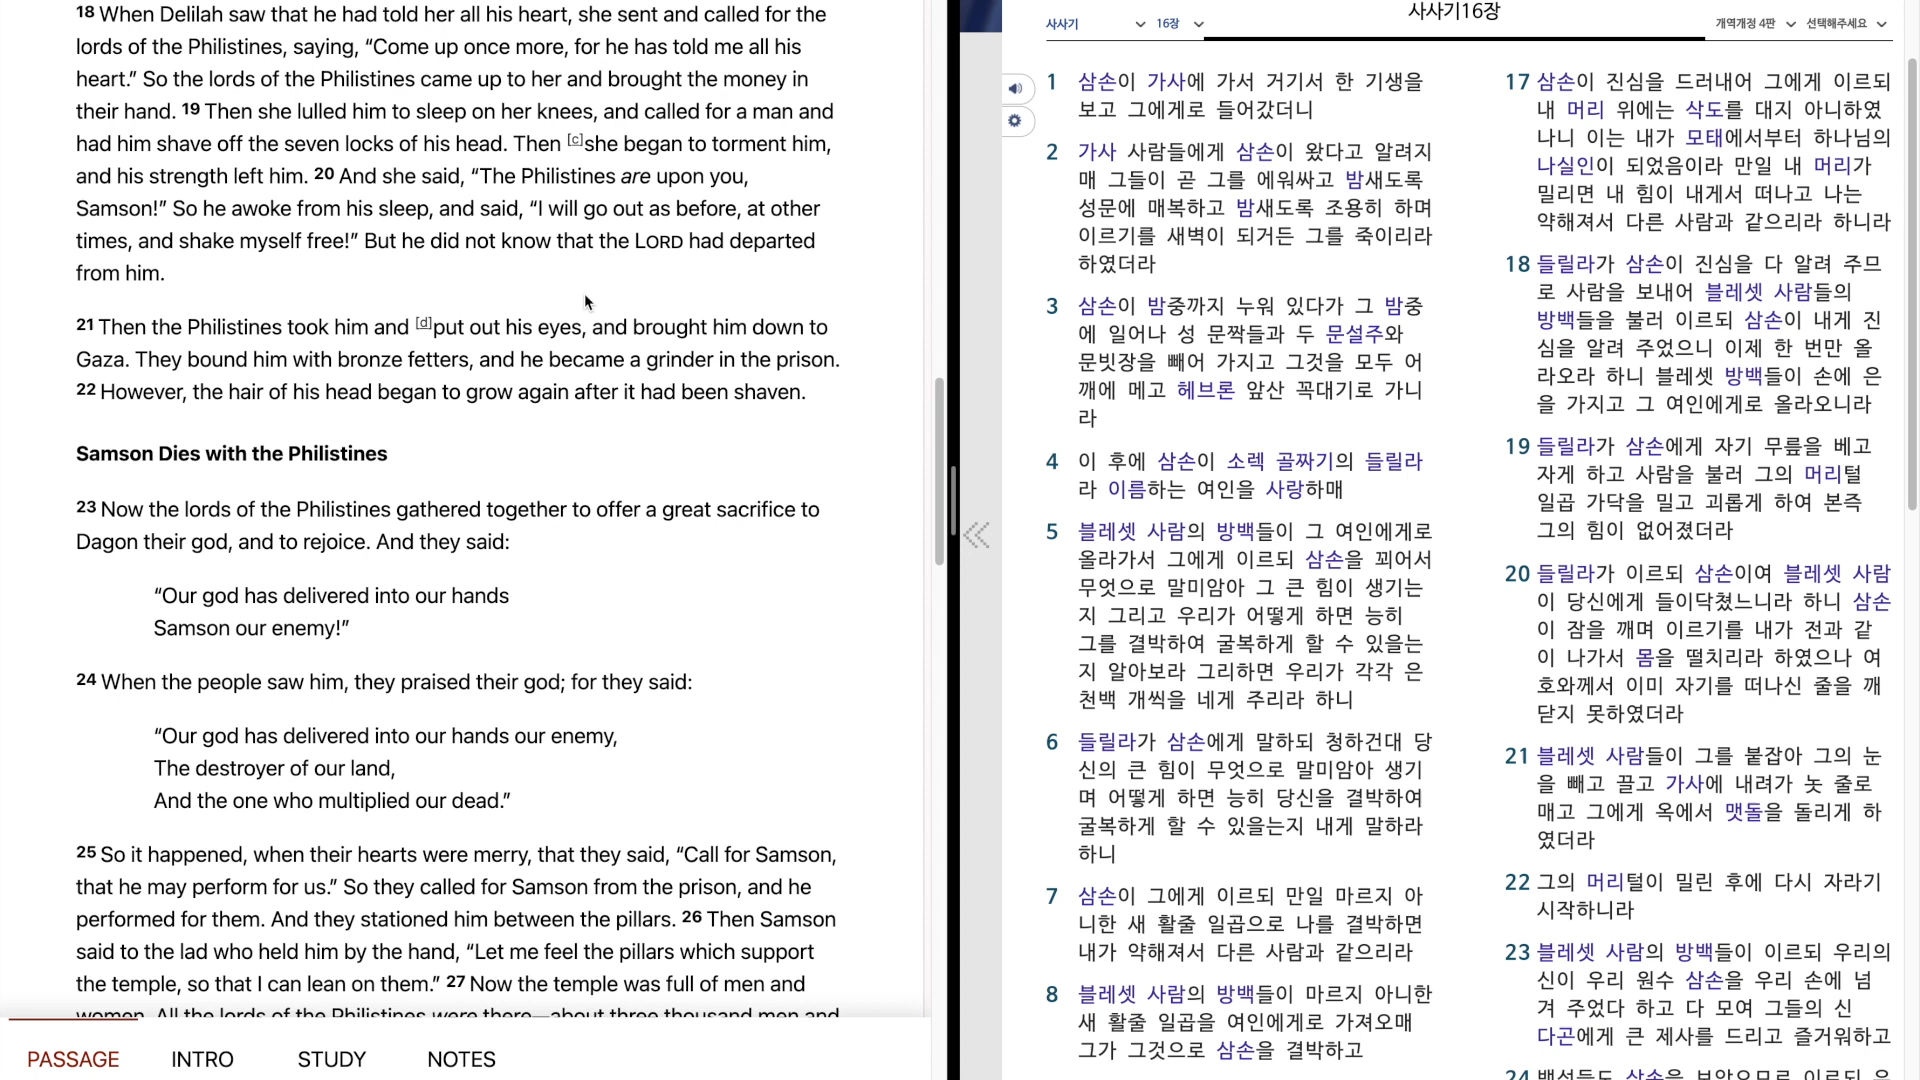 18 When Delilah saw that he had told her all his heart, she sent and called for the
lords of the Philistines, saying, “Come up once more, for he has told me all his
heart.” So the lords of the Philistines came up to her and brought the money in
their hand. 19 Then she lulled him to sleep on her knees, and called for a man and
had him shave off the seven locks of his head. Then [c]she began to torment him,
and his strength left him. 20 And she said, “The Philistines are upon you,
Samson!” So he awoke from his sleep, and said, “I will go out as before, at other
times, and shake myself free!” But he did not know that the LORD had departed
from him.
21 Then the Philistines took him and [d]put out his eyes, and brought him down to
Gaza. They bound him with bronze fetters, and he became a grinder in the prison.
22 However, the hair of his head began to grow again after it had been shaven.
Samson Dies with the Philistines
23 Now the lords of the Philistines gathered together to offer a great sacrifice to
Dagon their god, and to rejoice. And they said:
“Our god has delivered into our hands
Samson our enemy!”
24 When the people saw him, they praised their god; for they said:
“Our god has delivered into our hands our enemy,
The destroyer of our land,
And the one who multiplied our dead.”
25 So it happened, when their hearts were merry, that they said, “Call for Samson,
that he may perform for us.” So they called for Samson from the prison, and he
performed for them. And they stationed him between the pillars. 26 Then Samson
said to the lad who held him by the hand, “Let me feel the pillars which support
the temple, so that I can lean on them.” 27 Now the temple was full of men and
women. All the lords of the Philistines were there—about three thousand men and
PASSAGE INTRO STUDY NOTES
사사기 16장 사사기16장 개역개정 4판 선택해주세요
1 삼손이 가사에 가서 거기서 한 기생을
보고 그에게로 들어갔더니
2 가사 사람들에게 삼손이 왔다고 알려지
매 그들이 곧 그를 에워싸고 밤새도록
성문에 매복하고 밤새도록 조용히 하며
이르기를 새벽이 되거든 그를 죽이리라
하였더라
3 삼손이 밤중까지 누워 있다가 그 밤중
에 일어나 성 문짝들과 두 문설주와
문빗장을 빼어 가지고 그것을 모두 어
깨에 메고 헤브론 앞산 꼭대기로 가니
라
4 이 후에 삼손이 소렉 골짜기의 들릴라
라 이름하는 여인을 사랑하매
5 블레셋 사람의 방백들이 그 여인에게로
올라가서 그에게 이르되 삼손을 꾀어서
무엇으로 말미암아 그 큰 힘이 생기는
지 그리고 우리가 어떻게 하면 능히
그를 결박하여 굴복하게 할 수 있을는
지 알아보라 그리하면 우리가 각각 은
천백 개씩을 네게 주리라 하니
6 들릴라가 삼손에게 말하되 청하건대 당
신의 큰 힘이 무엇으로 말미암아 생기
며 어떻게 하면 능히 당신을 결박하여
굴복하게 할 수 있을는지 내게 말하라
하니
7 삼손이 그에게 이르되 만일 마르지 아
니한 새 활줄 일곱으로 나를 결박하면
내가 약해져서 다른 사람과 같으리라
8 블레셋 사람의 방백들이 마르지 아니한
새 활줄 일곱을 여인에게로 가져오매
그가 그것으로 삼손을 결박하고
17 삼손이 진심을 드러내어 그에게 이르되
내 머리 위에는 삭도를 대지 아니하였
나니 이는 내가 모태에서부터 하나님의
나실인이 되었음이라 만일 내 머리가
밀리면 내 힘이 내게서 떠나고 나는
약해져서 다른 사람과 같으리라 하니라
18 들릴라가 삼손이 진심을 다 알려 주므
로 사람을 보내어 블레셋 사람들의
방백들을 불러 이르되 삼손이 내게 진
심을 알려 주었으니 이제 한 번만 올
라오라 하니 블레셋 방백들이 손에 은
을 가지고 그 여인에게로 올라오니라
19 들릴라가 삼손에게 자기 무릎을 베고
자게 하고 사람을 불러 그의 머리털
일곱 가닥을 밀고 괴롭게 하여 본즉
그의 힘이 없어졌더라
20 들릴라가 이르되 삼손이여 블레셋 사람
이 당신에게 들이닥쳤느니라 하니 삼손
이 잠을 깨며 이르기를 내가 전과 같
이 나가서 몸을 떨치리라 하였으나 여
호와께서 이미 자기를 떠나신 줄을 깨
닫지 못하였더라
21 블레셋 사람들이 그를 붙잡아 그의 눈
을 빼고 끌고 가사에 내려가 놋 줄로
매고 그에게 옥에서 맷돌을 돌리게 하
였더라
22 그의 머리털이 밀린 후에 다시 자라기
시작하니라
23 블레셋 사람의 방백들이 이르되 우리의
신이 우리 원수 삼손을 우리 손에 넘
겨 주었다 하고 다 모여 그들의 신
다곤에게 큰 제사를 드리고 즐거워하고
24 백성들도 삼손을 보았으므로 이르되 우